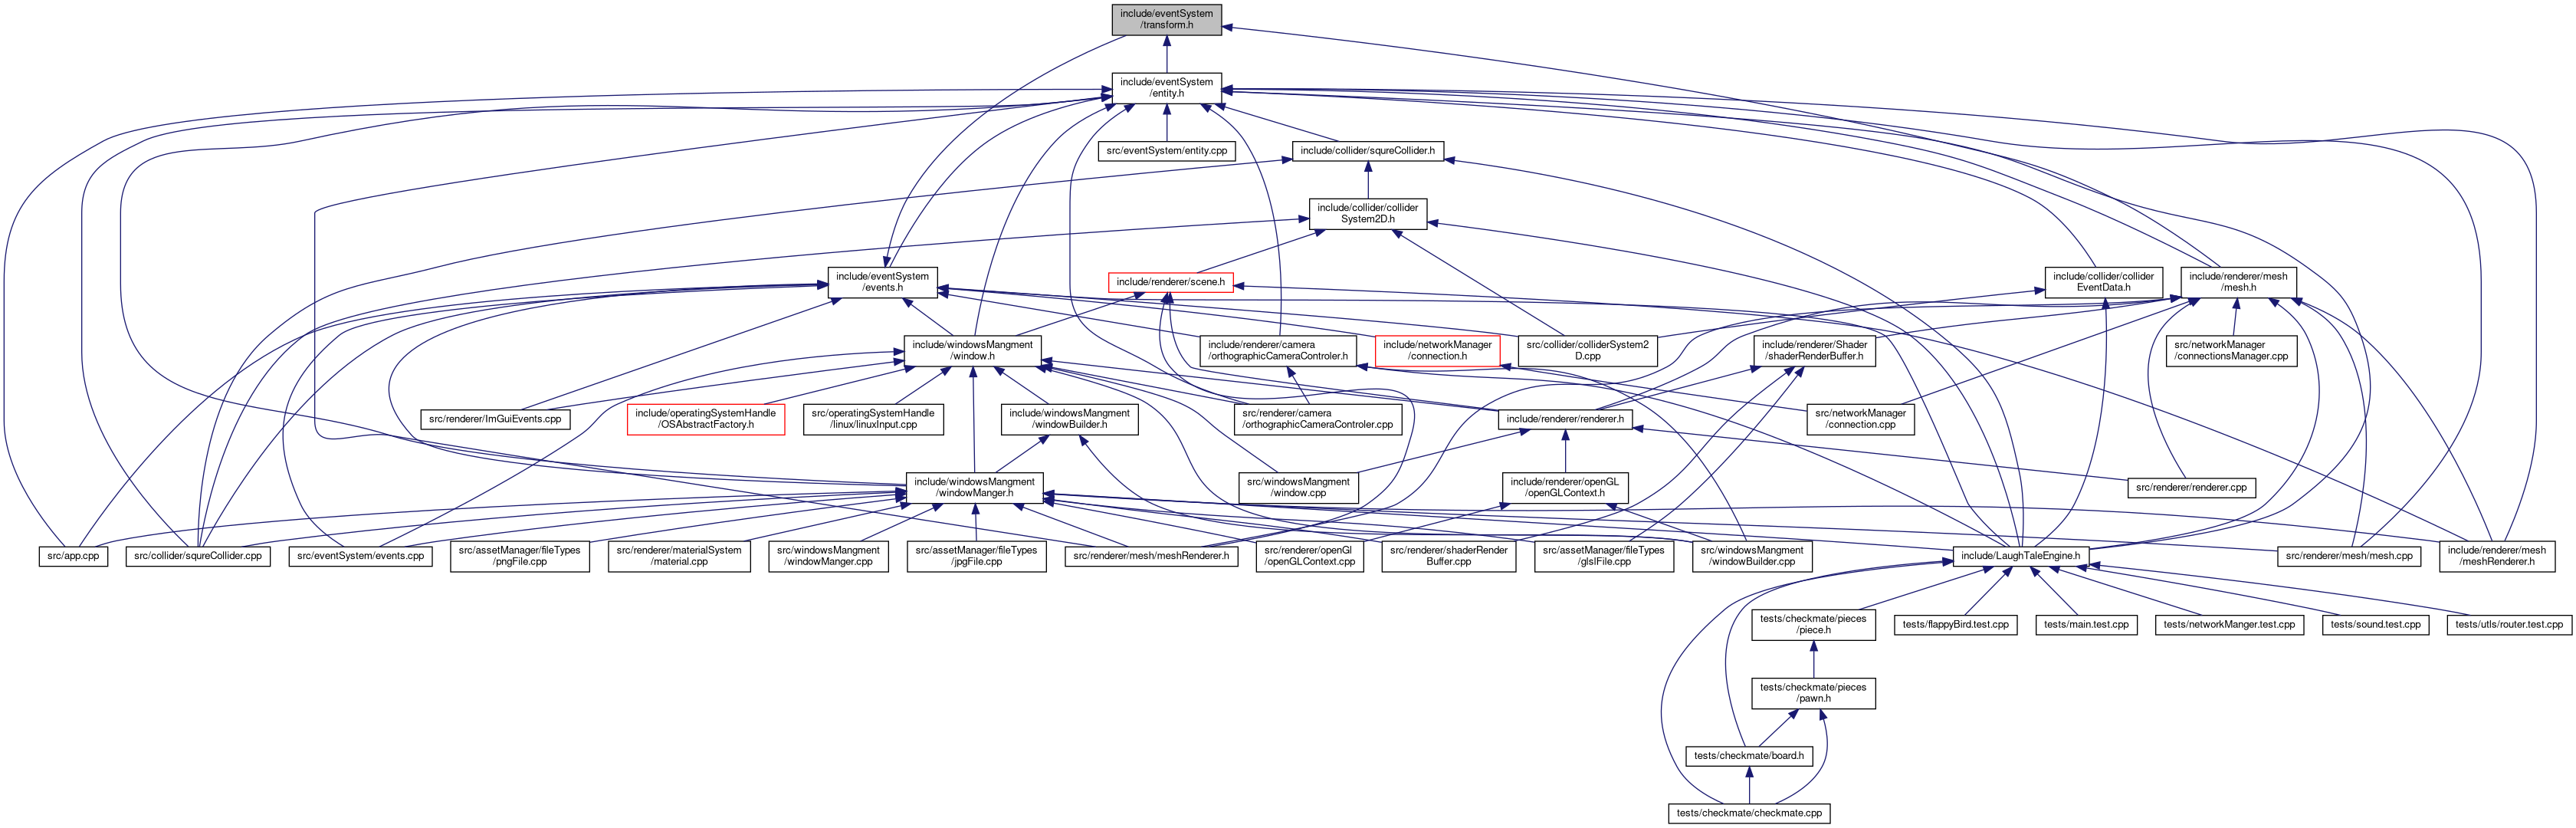 include/eventSystem
/transform.h
include/eventSystem
/entity.h
src/eventSystem/entity.cpp
include/collider/squreCollider.h
include/collider/collider
System2D.h
include/eventSystem
/events.h
include/renderer/scene.h
include/collider/collider
EventData.h
include/renderer/mesh
/mesh.h
include/windowsMangment
/window.h
include/renderer/camera
/orthographicCameraControler.h
include/networkManager
/connection.h
src/collider/colliderSystem2
D.cpp
include/renderer/Shader
/shaderRenderBuffer.h
src/networkManager
/connectionsManager.cpp
src/renderer/ImGuiEvents.cpp
include/operatingSystemHandle
/OSAbstractFactory.h
src/operatingSystemHandle
/linux/linuxInput.cpp
include/windowsMangment
/windowBuilder.h
src/renderer/camera
/orthographicCameraControler.cpp
include/renderer/renderer.h
src/networkManager
/connection.cpp
include/windowsMangment
/windowManger.h
src/windowsMangment
/window.cpp
include/renderer/openGL
/openGLContext.h
src/renderer/renderer.cpp
src/app.cpp
src/collider/squreCollider.cpp
src/eventSystem/events.cpp
src/assetManager/fileTypes
/pngFile.cpp
src/renderer/materialSystem
/material.cpp
src/windowsMangment
/windowManger.cpp
src/assetManager/fileTypes
/jpgFile.cpp
src/renderer/mesh/meshRenderer.h
src/renderer/openGl
/openGLContext.cpp
src/renderer/shaderRender
Buffer.cpp
src/assetManager/fileTypes
/glslFile.cpp
src/windowsMangment
/windowBuilder.cpp
include/LaughTaleEngine.h
src/renderer/mesh/mesh.cpp
include/renderer/mesh
/meshRenderer.h
tests/checkmate/pieces
/piece.h
tests/flappyBird.test.cpp
tests/main.test.cpp
tests/networkManger.test.cpp
tests/sound.test.cpp
tests/utls/router.test.cpp
tests/checkmate/pieces
/pawn.h
tests/checkmate/board.h
tests/checkmate/checkmate.cpp